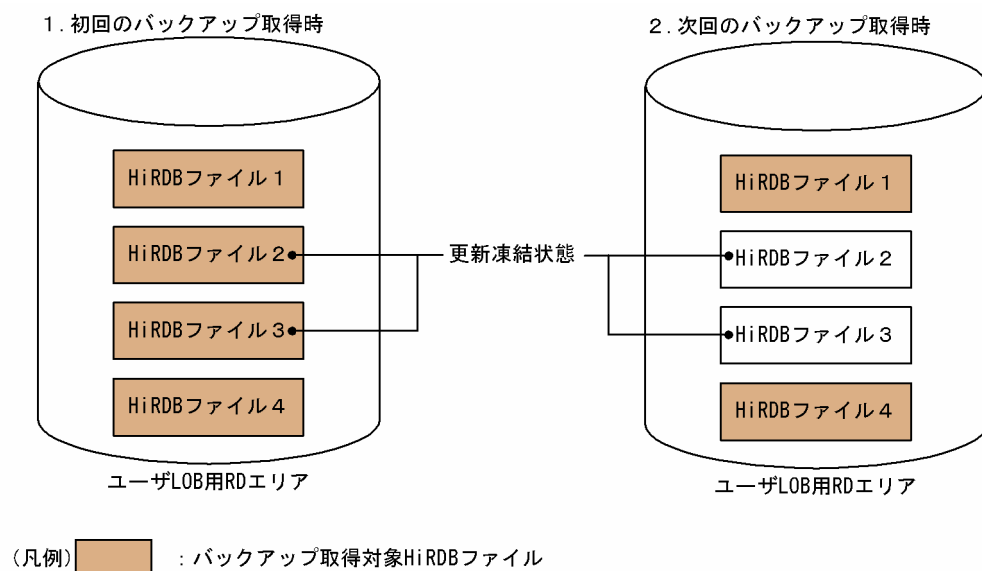 1.初回のバックアップ取得時
2.次回のバックアップ取得時
HiRDBファイル1
HiRDBファイル2
HiRDBファイル3
HiRDBファイル4
更新凍結状態
HiRDBファイル1
HiRDBファイル2
HiRDBファイル3
HiRDBファイル4
ユーザLOB用RDエリア
ユーザLOB用RDエリア
(凡例) :バックアップ取得対象HiRDBファイル